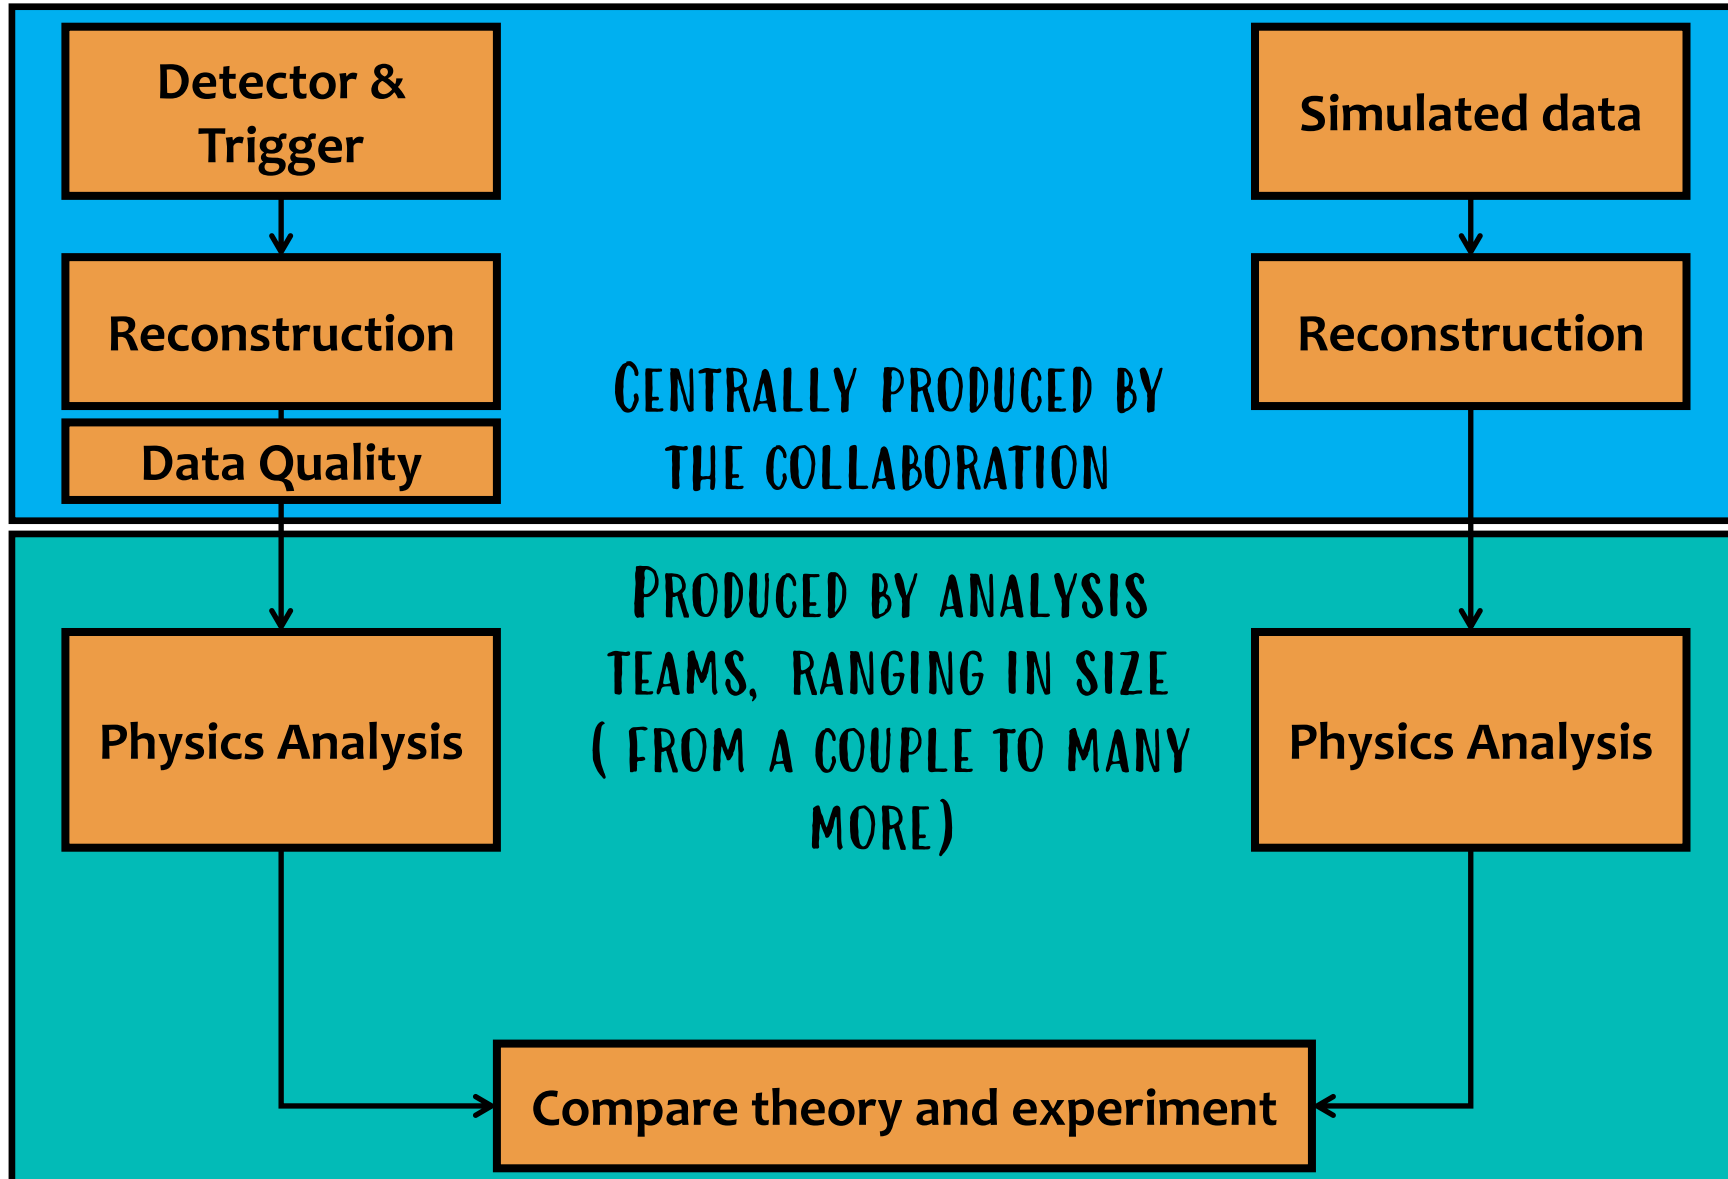 Detector &
Trigger
Simulated data
Reconstruction
Reconstruction
Centrally produced by
the collaboration
Data Quality
Produced by analysis
teams, ranging in size
( from a couple to many
more)
Physics Analysis
Physics Analysis
Compare theory and experiment